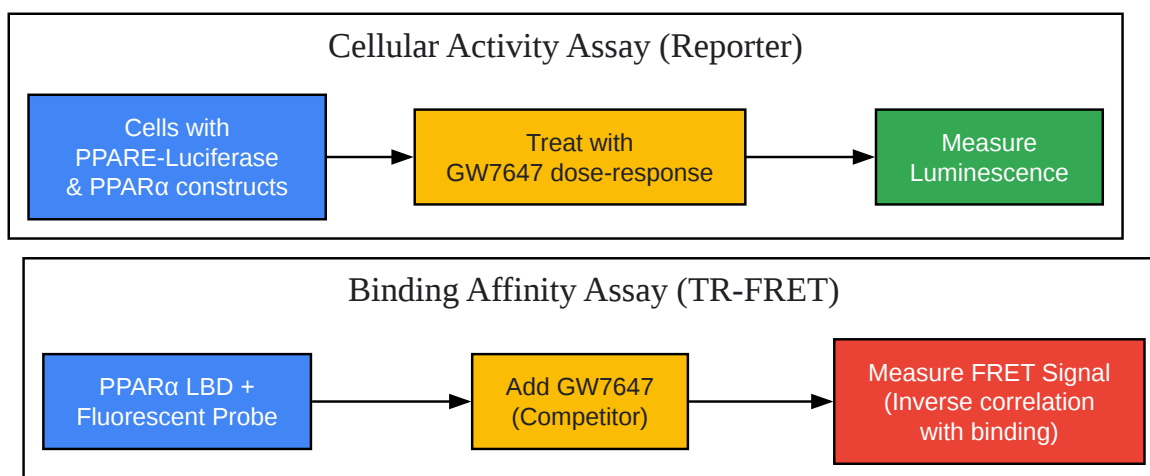 Cellular Activity Assay (Reporter)
Cells with
PPARE-Luciferase
& PPARα constructs
Treat with
GW7647 dose-response
Measure
Luminescence
Binding Affinity Assay (TR-FRET)
PPARα LBD +
Fluorescent Probe
Add GW7647
(Competitor)
Measure FRET Signal
(Inverse correlation
with binding)